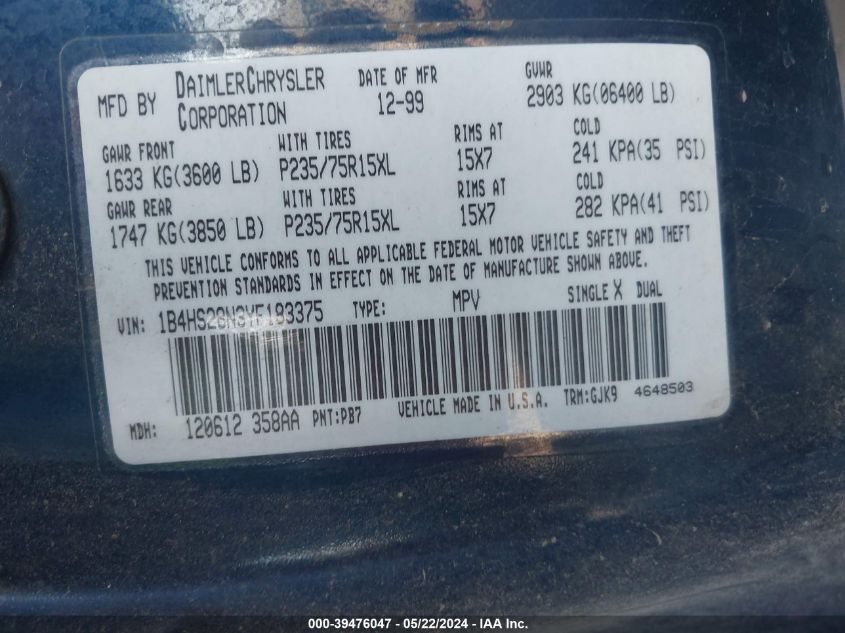 MFD BY DAIMLERCHRYSLER CORPORATION DATE OF MFR 12-99 GVWR 2903 KG(06400 LB)
GAWR FRONT WITH TIRES RIMS AT COLD
1633 KG(3600 LB) P235/75R15XL 15X7 241 KPA(35 PSI)
GAWR REAR WITH TIRES RIMS AT COLD
1747 KG(3850 LB) P235/75R15XL 15X7 282 KPA(41 PSI)
THIS VEHICLE CONFORMS TO ALL APPLICABLE FEDERAL MOTOR VEHICLE SAFETY AND THEFT
PREVENTION STANDARDS IN EFFECT ON THE DATE OF MANUFACTURE SHOWN ABOVE.
VIN: 1B4HS28N3YF183375 TYPE: MPV SINGLE X DUAL
MDH: 120612 358AA PNT:PB7 VEHICLE MADE IN U.S.A. TRM:GJK9 4648503
000-39476047 - 05/22/2024 - IAAI.com